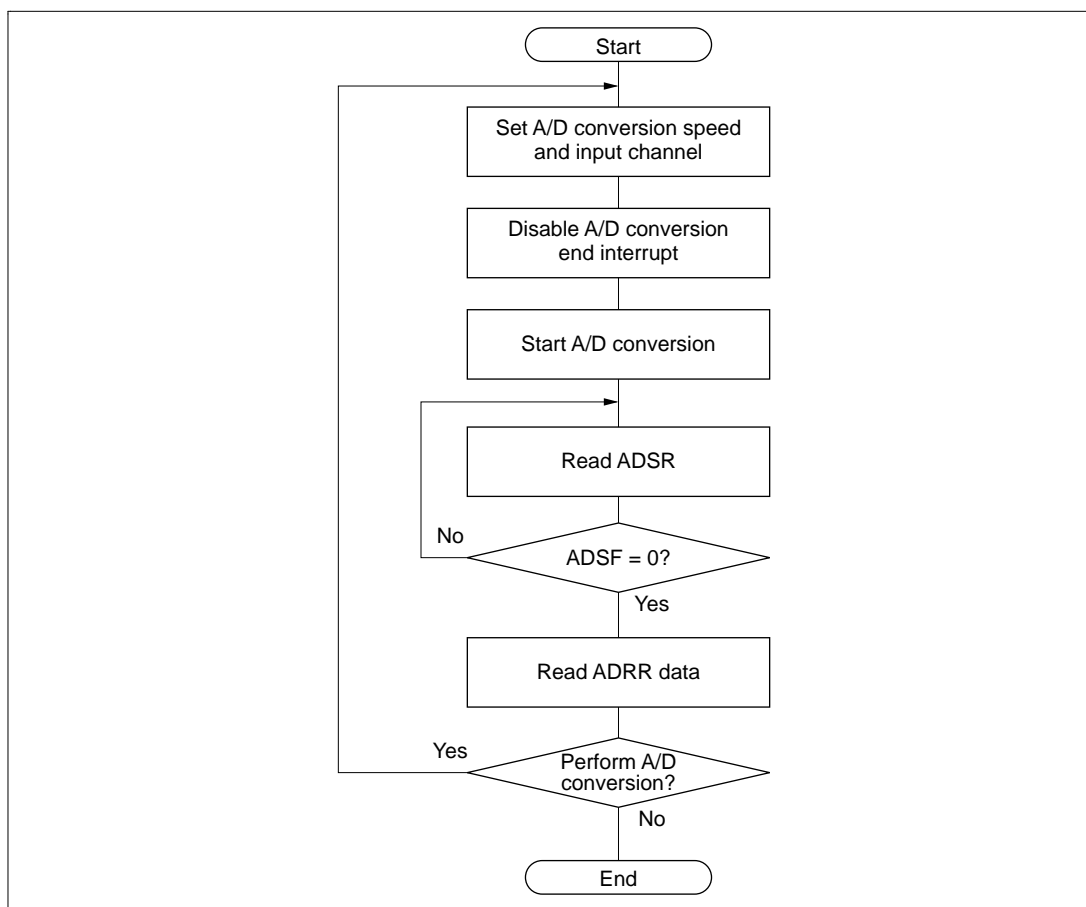 Start
Set A/D conversion speed
and input channel
Disable A/D conversion
end interrupt
Start A/D conversion
Read ADSR
No
ADSF = 0?
Yes
Read ADRR data
Yes
Perform A/D
conversion?
No
End